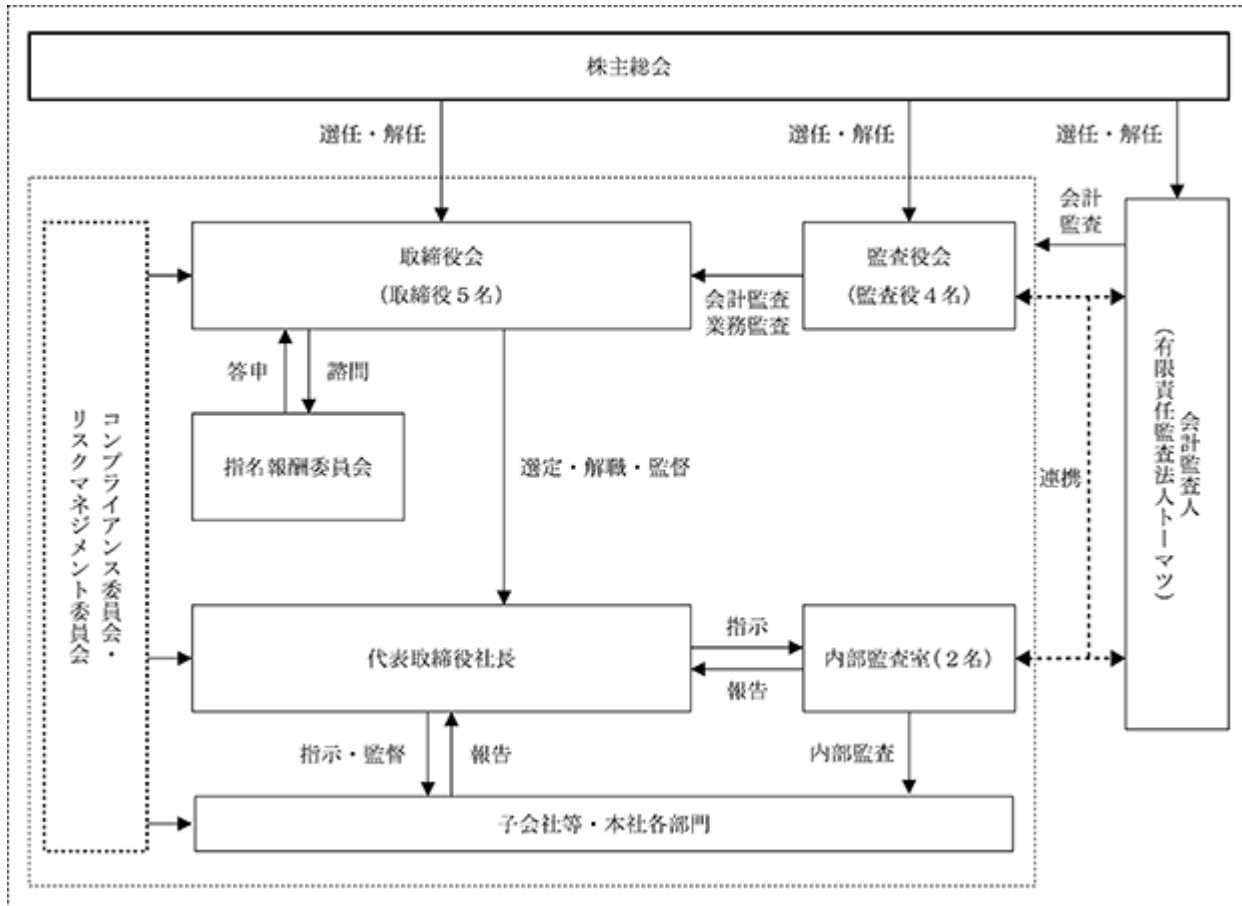 株主総会
選任・解任
選任・解任
選任・解任
会計
監査
取締役会
(取締役5名)
監査役会
(監査役4名)
会計監査
業務監査
答申
諮問
指名報酬委員会
選定・解職・監督
連携
会計監査人
(有限責任監査法人トーマツ)
コンプライアンス委員会・
リスクマネジメント委員会
代表取締役社長
指示
報告
内部監査室(2名)
指示・監督
報告
内部監査
子会社等・本社各部門